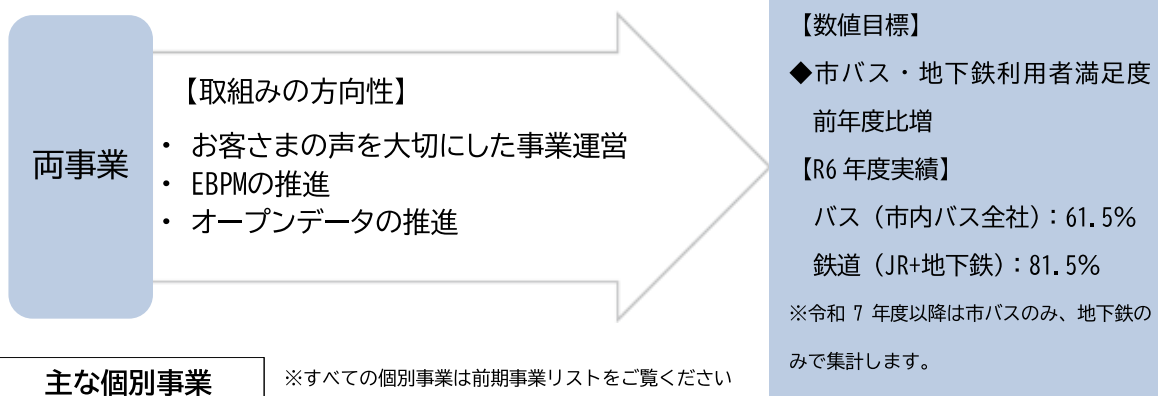 両事業
【取組みの方向性】
・ お客さまの声を大切にした事業運営
・ EBPMの推進
・ オープンデータの推進
【数値目標】
◆市バス・地下鉄利用者満足度
前年度比増
【R6年度実績】
バス（市内バス全社）：61.5%
鉄道（JR+地下鉄）：81.5%
※令和 7 年度以降は市バスのみ、地下鉄の
みで集計します。
主な個別事業
※すべての個別事業は前期事業リストをご覧ください